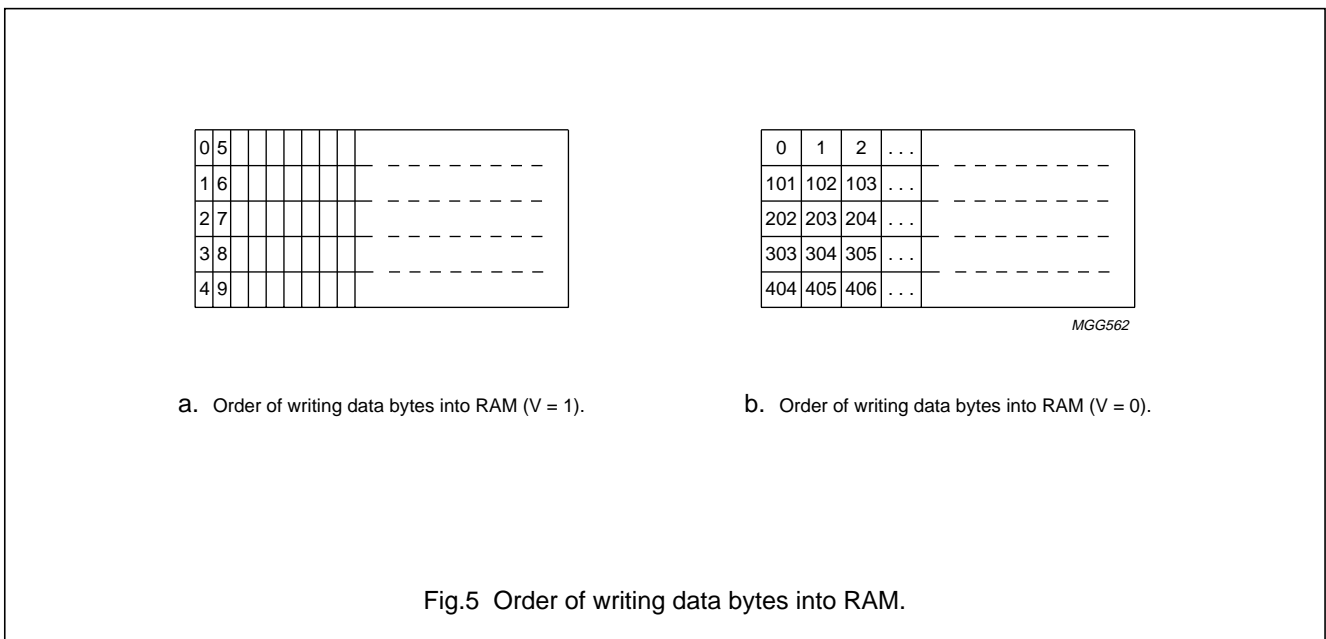 0 5
1 6
2 7
3 8
4 9
0 1 2 . . .
101 102 103 . . .
202 203 204 . . .
303 304 305 . . .
404 405 406 . . .
MGG562
a. Order of writing data bytes into RAM (V = 1).
b. Order of writing data bytes into RAM (V = 0).
Fig.5 Order of writing data bytes into RAM.